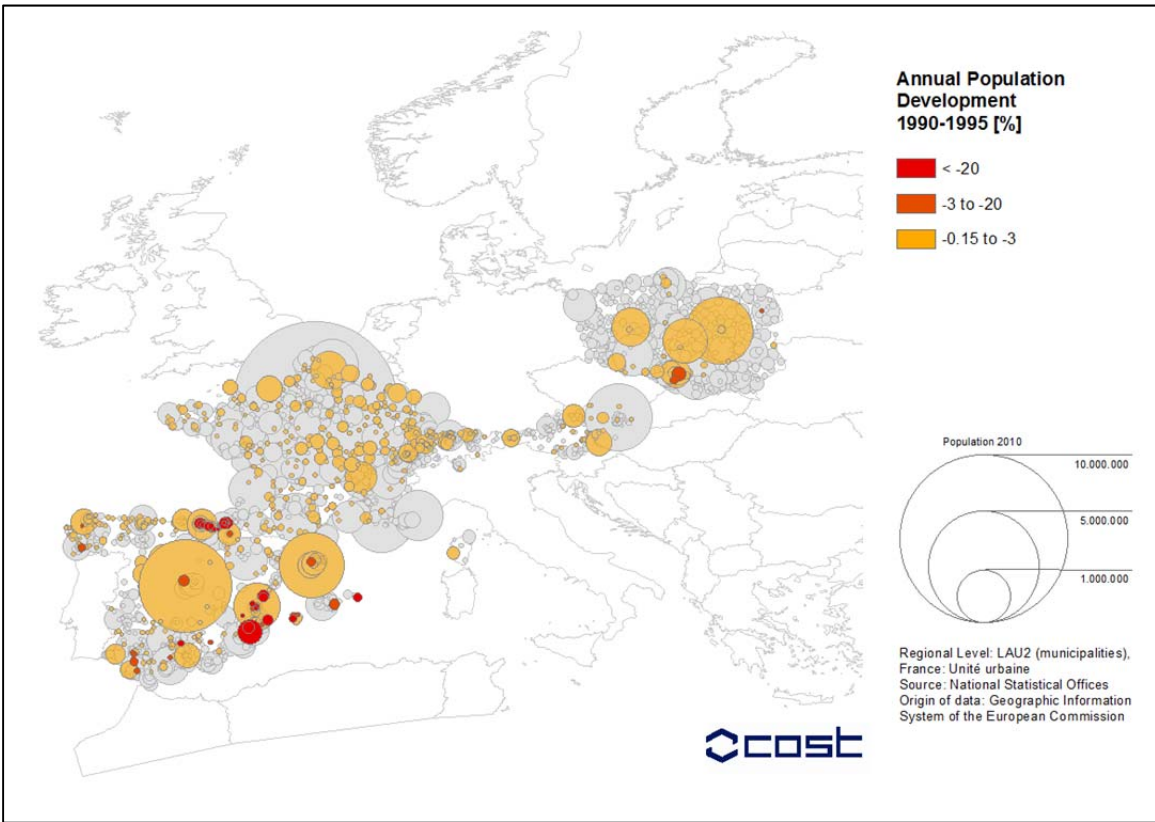 Annual Population
Development
1990-1995 [%]
< -20
-3 to -20
-0.15 to -3
Population 2010
10.000.000
5.000.000
1.000.000
Regional Level: LAU2 (municipalities),
France: Unité urbaine
Source: National Statistical Offices
Origin of data: Geographic Information
System of the European Commission
cost